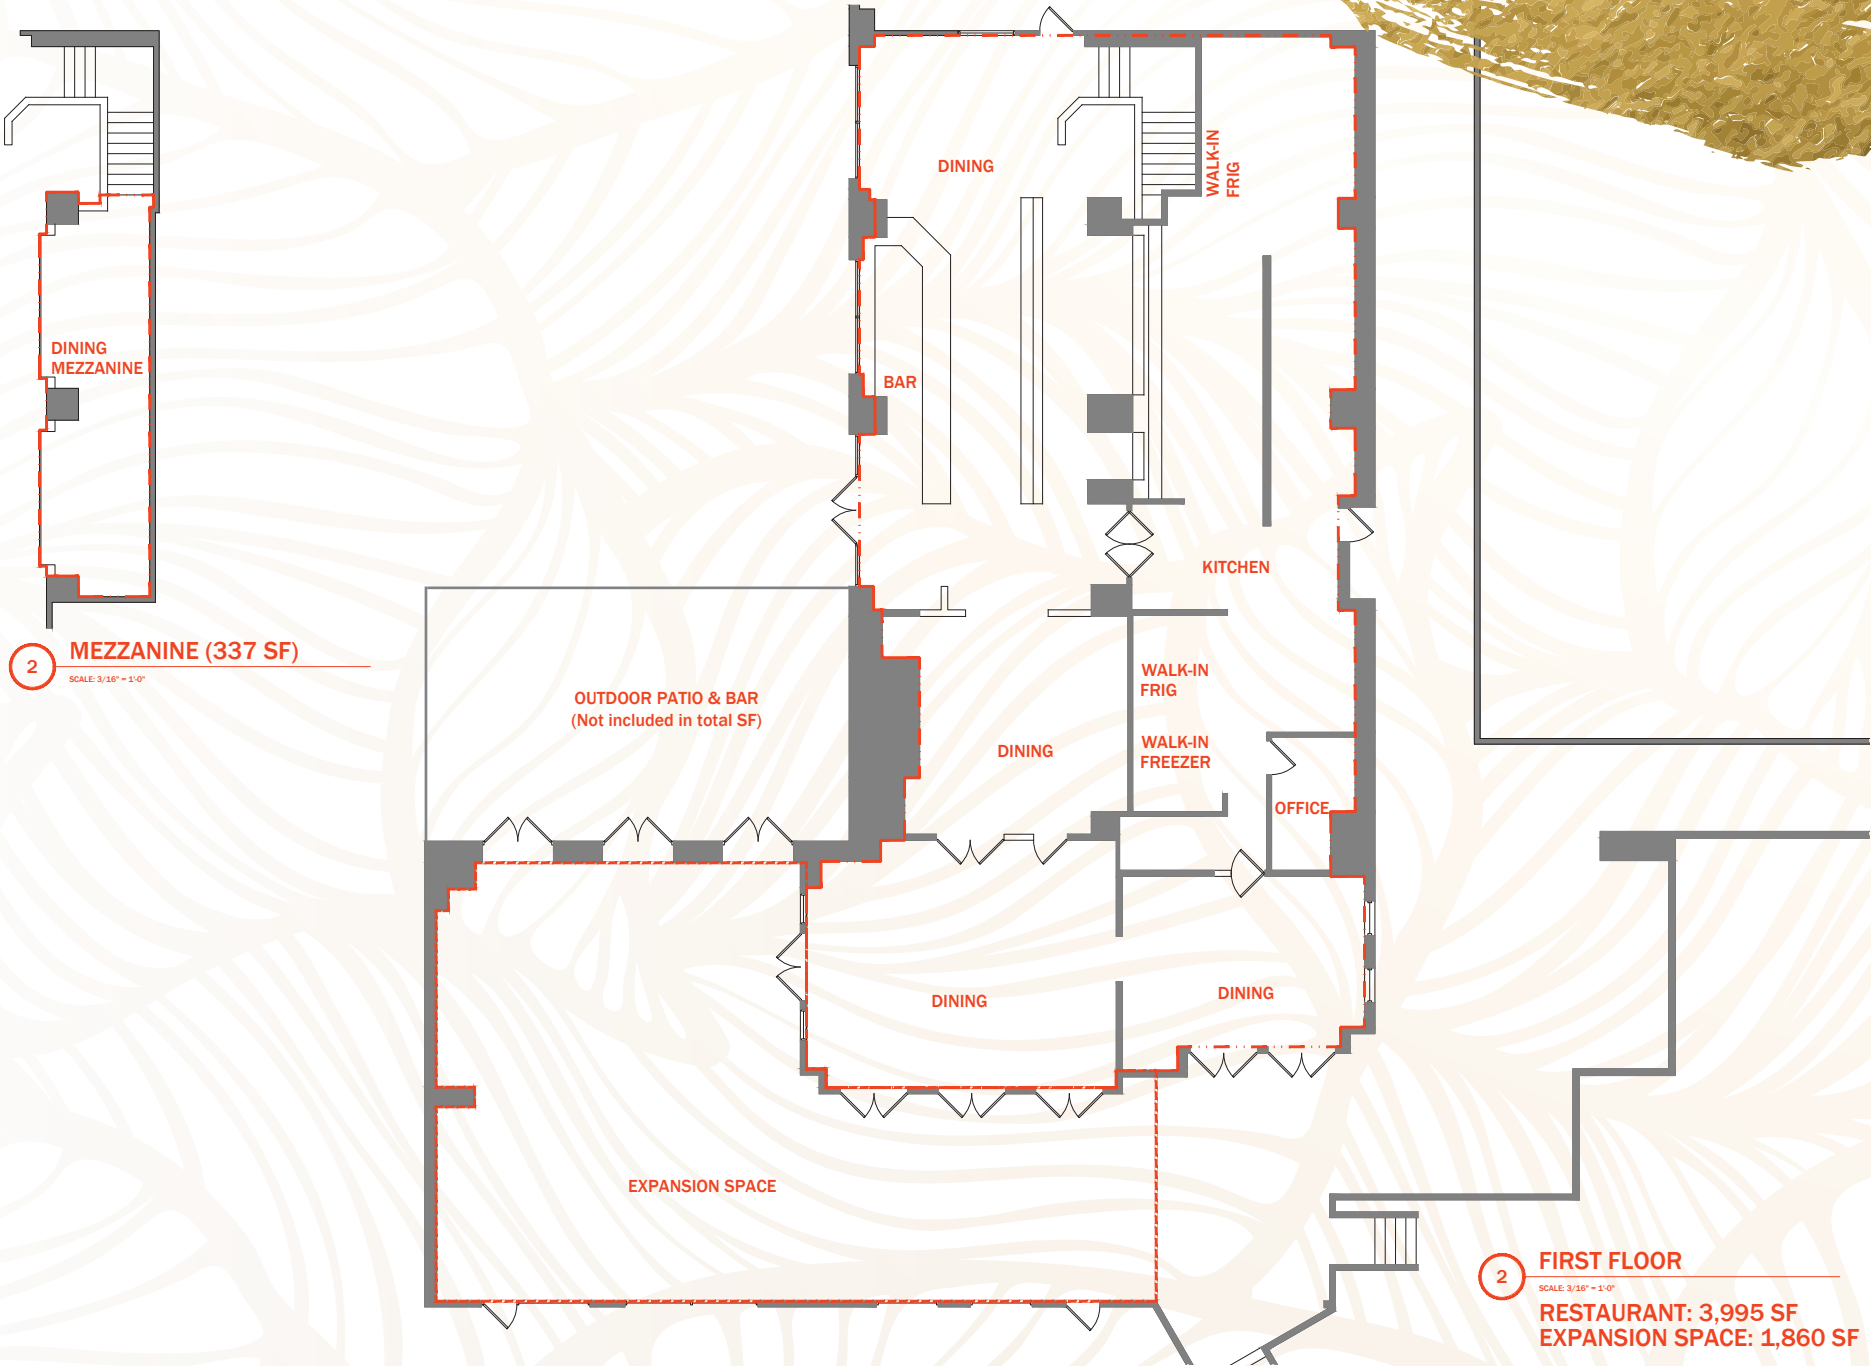 DINING
WALK-IN
FRIG
DINING
MEZZANINE
BAR
KITCHEN
2
MEZZANINE (337 SF)
SCALE: 3/16" = 1'-0"
OUTDOOR PATIO & BAR
(Not included in total SF)
WALK-IN
FRIG
DINING
WALK-IN
FREEZER
OFFICE
DINING
DINING
EXPANSION SPACE
2
FIRST FLOOR
SCALE: 3/16" = 1'-0"
RESTAURANT: 3,995 SF
EXPANSION SPACE: 1,860 SF